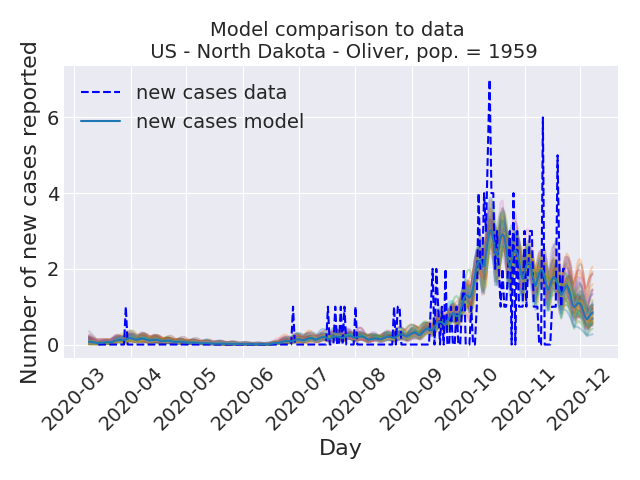 Model comparison to data
US - North Dakota - Oliver, pop. = 1959
new cases data
new cases model
Number of new cases reported
6
4
2
0
2020-03
2020-04
2020-05
2020-06
2020-07
2020-08
2020-09
2020-10
2020-11
2020-12
Day